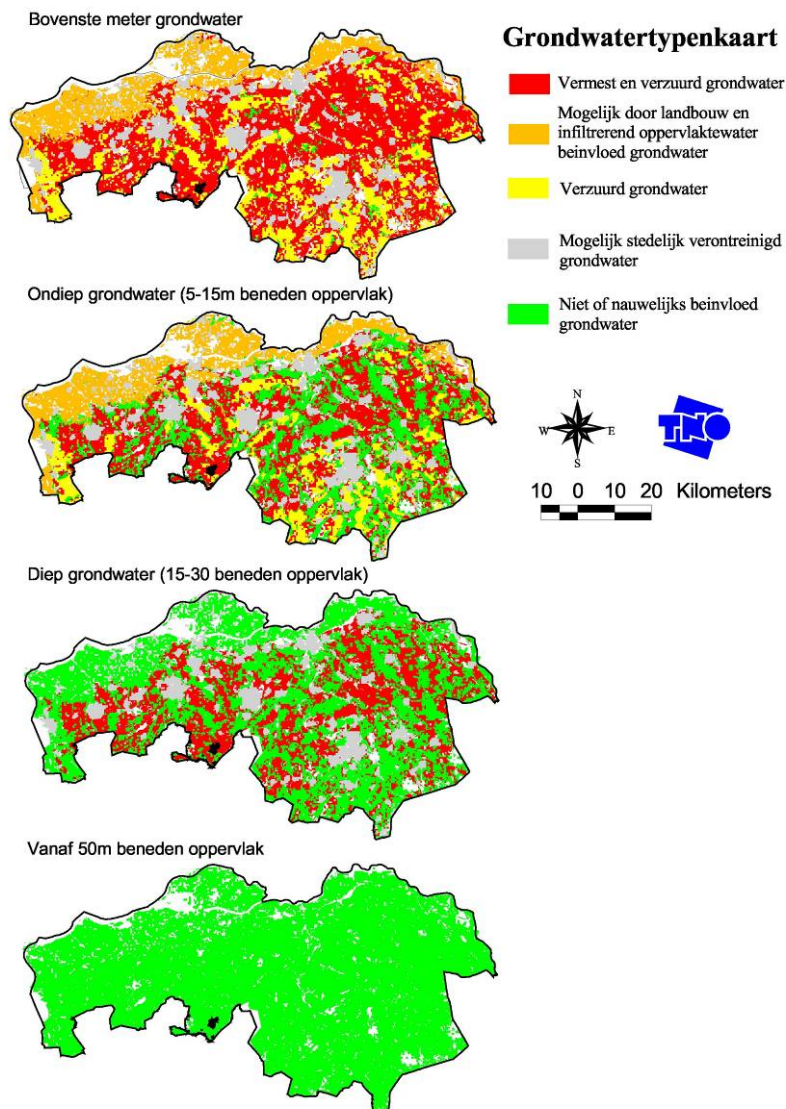 Bovenste meter grondwater
Grondwatertypenkaart
Vermest en verzuurd grondwater
Mogelijk door landbouw en
infiltrerend oppervlaktewater
beinvloed grondwater
Verzuurd grondwater
Mogelijk stedelijk verontreinigd
grondwater
Niet of nauwelijks beinvloed
grondwater
Ondiep grondwater (5-15m beneden oppervlak)
N
W E
S
TNO
10 0 10 20 Kilometers
Diep grondwater (15-30 beneden oppervlak)
Vanaf 50m beneden oppervlak